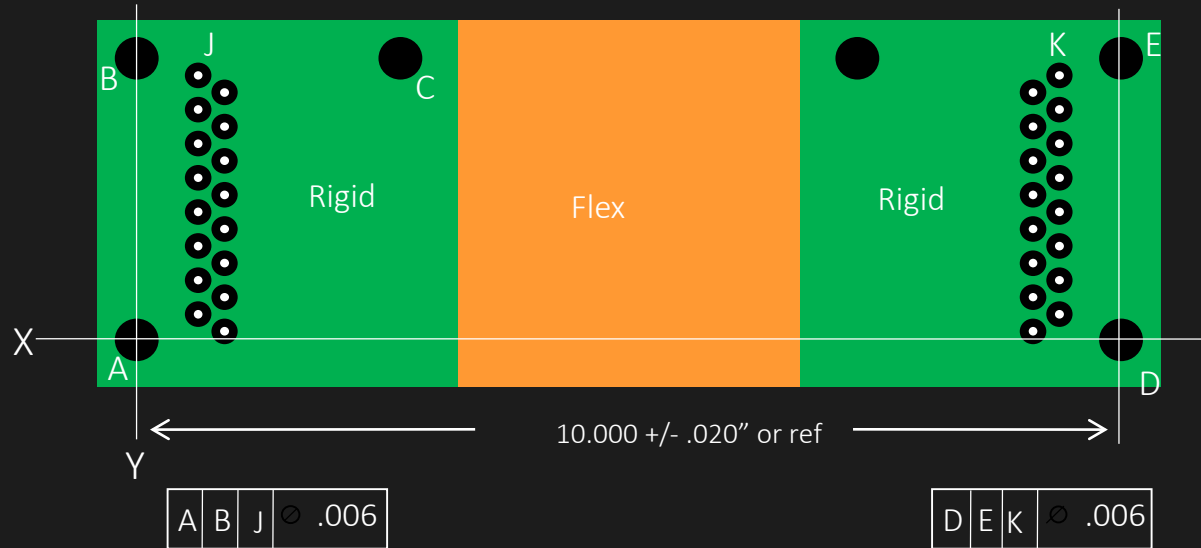 J K E
B C
Rigid Flex Rigid
X
A D
10.000 +/- .020” or ref
Y
A B J ∅ .006 D E K ∅ .006